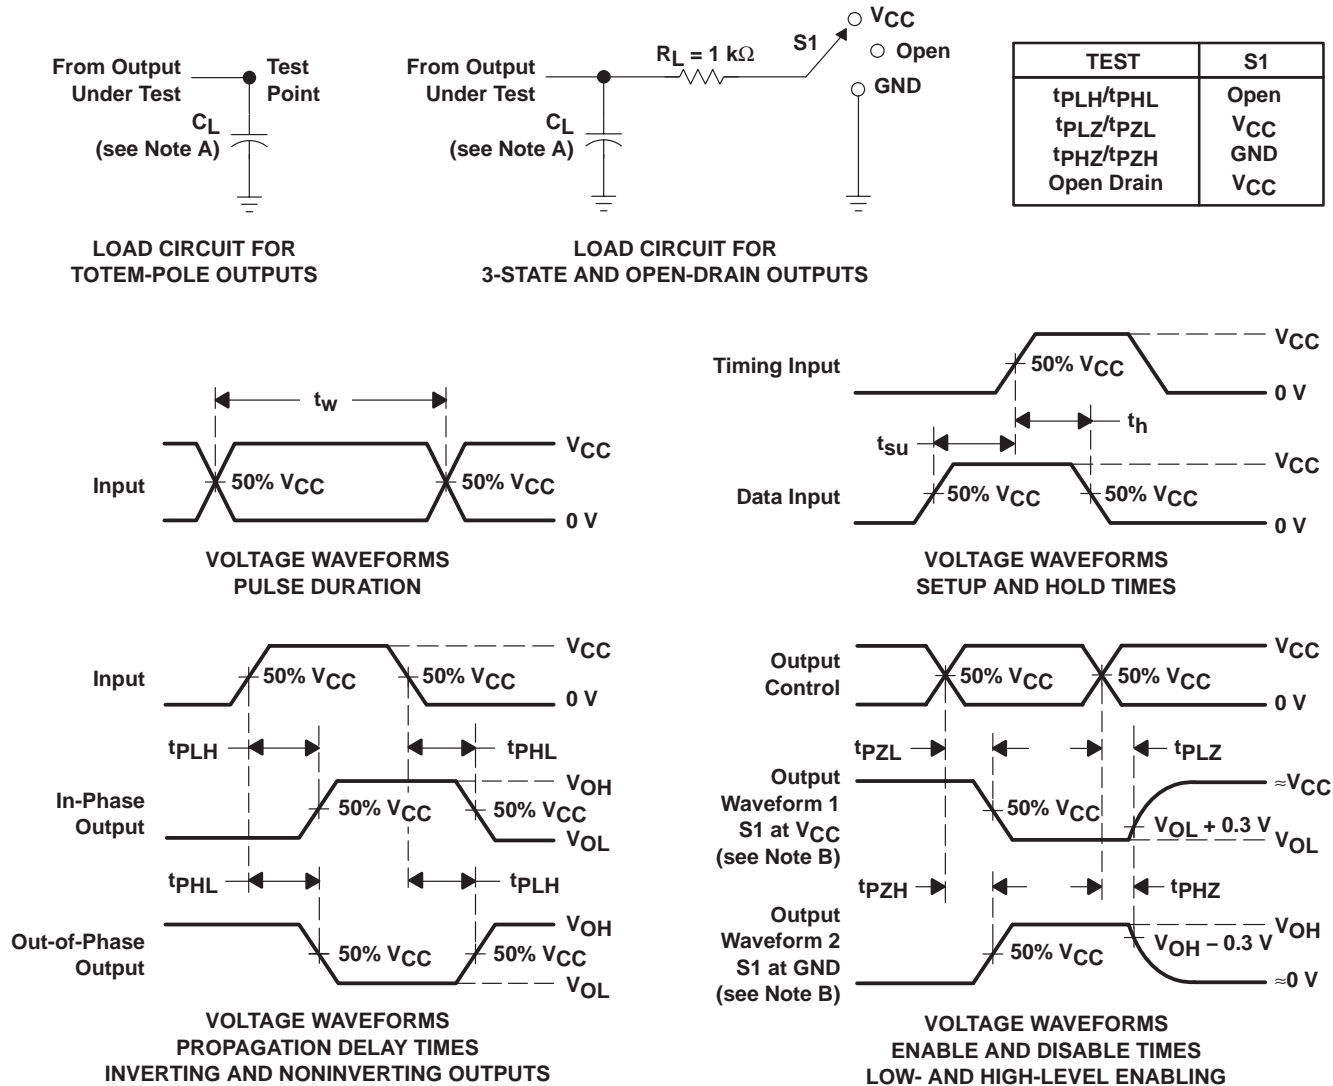 From Output
Under Test
Test
Point
CL
(see Note A)
LOAD CIRCUIT FOR
TOTEM-POLE OUTPUTS
From Output
Under Test
CL
(see Note A)
RL = 1 kΩ
S1
VCC
Open
GND
LOAD CIRCUIT FOR
3-STATE AND OPEN-DRAIN OUTPUTS
TEST S1
tPLH/tPHL Open
tPLZ/tPZL VCC
tPHZ/tPZH GND
Open Drain VCC
tw
Input
50% VCC
50% VCC
VCC
0 V
VOLTAGE WAVEFORMS
PULSE DURATION
Timing Input
50% VCC
VCC
0 V
tsu
th
Data Input
50% VCC
50% VCC
VCC
0 V
VOLTAGE WAVEFORMS
SETUP AND HOLD TIMES
Input
50% VCC
50% VCC
VCC
0 V
tPLH
tPHL
In-Phase
Output
50% VCC
50% VCC
VOH
VOL
tPHL
tPLH
Out-of-Phase
Output
50% VCC
50% VCC
VOH
VOL
VOLTAGE WAVEFORMS
PROPAGATION DELAY TIMES
INVERTING AND NONINVERTING OUTPUTS
Output
Control
50% VCC
50% VCC
VCC
0 V
tPZL
tPLZ
Output
Waveform 1
S1 at VCC
(see Note B)
50% VCC
≈VCC
VOL + 0.3 V
VOL
tPZH
tPHZ
Output
Waveform 2
S1 at GND
(see Note B)
50% VCC
VOH
VOH – 0.3 V
≈0 V
VOLTAGE WAVEFORMS
ENABLE AND DISABLE TIMES
LOW- AND HIGH-LEVEL ENABLING